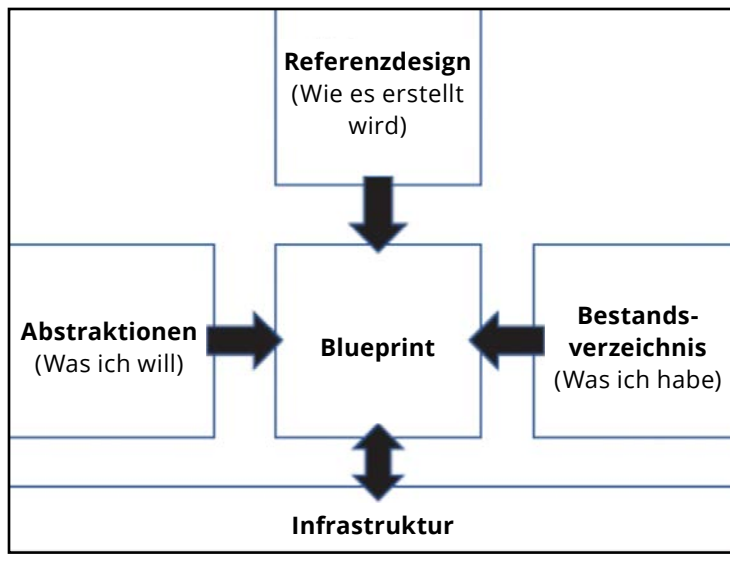 Referenzdesign
(Wie es erstellt
wird)
Abstraktionen
(Was ich will)
Blueprint
Bestands-
verzeichnis
(Was ich habe)
Infrastruktur